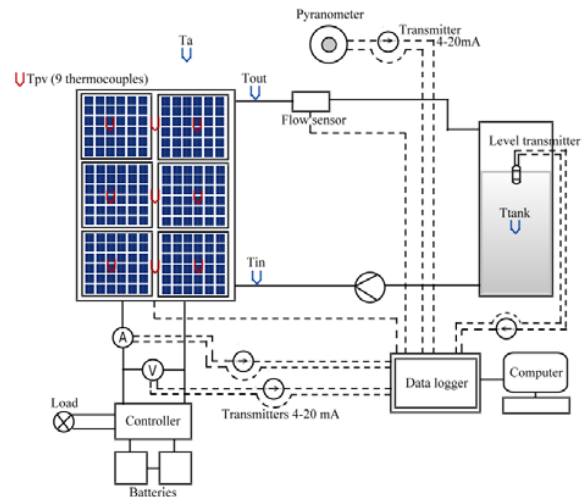 Pyranometer
Transmitter
4-20mA
Ta
Tpv (9 thermocouples)
Tout
Flow sensor
Level transmitter
Ttank
Tin
A
V
Data logger
Computer
Load
Controller
Transmitters 4-20 mA
Batteries